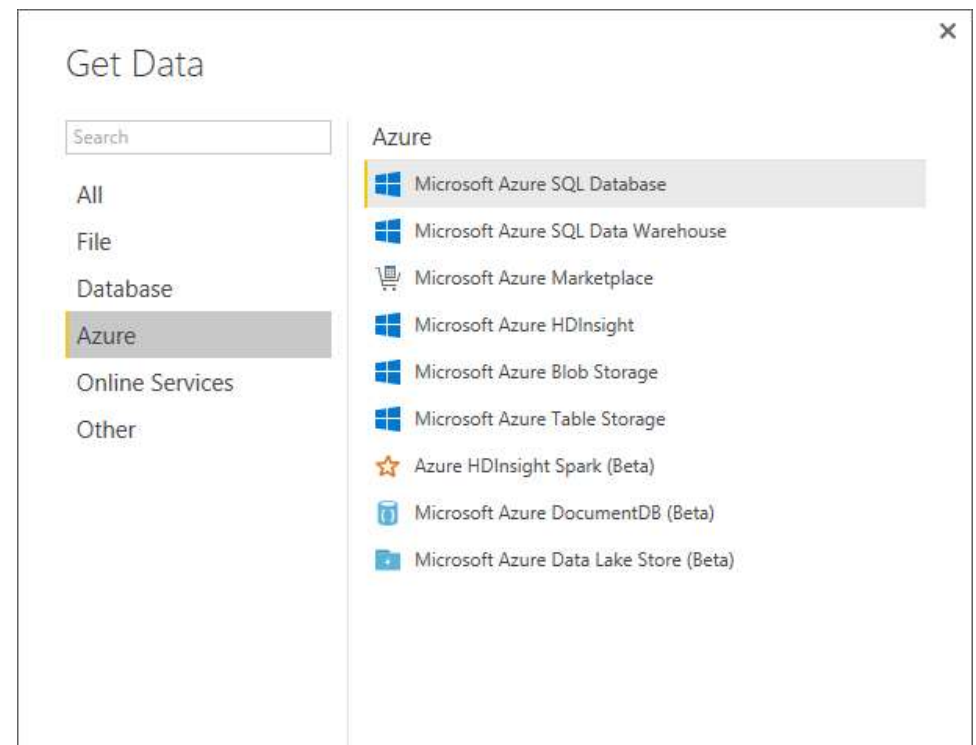 Get Data
Search
All
File
Database
Azure
Online Services
Other
Azure
Microsoft Azure SQL Database
Microsoft Azure SQL Data Warehouse
Microsoft Azure Marketplace
Microsoft Azure HDInsight
Microsoft Azure Blob Storage
Microsoft Azure Table Storage
Azure HDInsight Spark (Beta)
Microsoft Azure DocumentDB (Beta)
Microsoft Azure Data Lake Store (Beta)